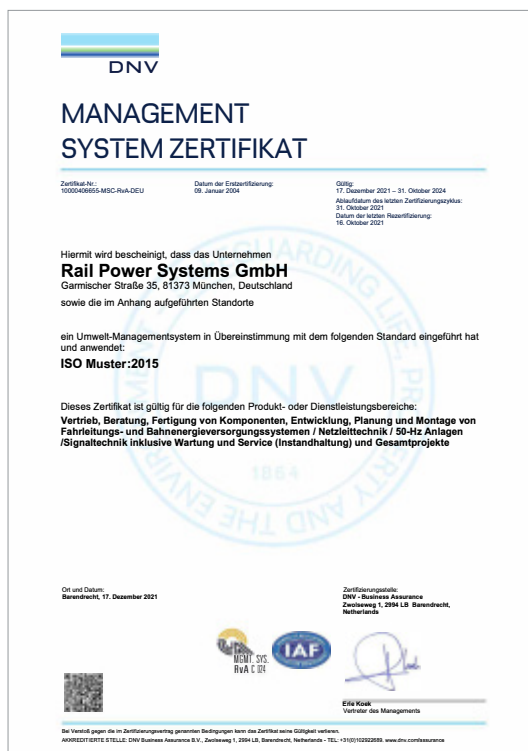 DNV
MANAGEMENT
SYSTEM ZERTIFIKAT
Zertifikat-Nr.:
10000406655-MSC-RvA-DEU
Datum der Erstzertifizierung:
09. Januar 2004
Gültig:
17. Dezember 2021 – 31. Oktober 2024
Ablaufdatum des letzten Zertifizierungszyklus:
31. Oktober 2021
Datum der letzten Rezertifizierung:
16. Oktober 2021
Hiermit wird bescheinigt, dass das Unternehmen
Rail Power Systems GmbH
Garmischer Straße 35, 81373 München, Deutschland
sowie die im Anhang aufgeführten Standorte
ein Umwelt-Managementsystem in Übereinstimmung mit dem folgenden Standard eingeführt hat
und anwendet:
ISO Muster:2015
Dieses Zertifikat ist gültig für die folgenden Produkt- oder Dienstleistungsbereiche:
Vertrieb, Beratung, Fertigung von Komponenten, Entwicklung, Planung und Montage von
Fahrleitungs- und Bahnenergieversorgungssystemen / Netzleittechnik / 50-Hz Anlagen
/Signaltechnik inklusive Wartung und Service (Instandhaltung) und Gesamtprojekte
DNV
1864
Ort und Datum:
Barendrecht, 17. Dezember 2021
Zertifizierungsstelle:
DNV - Business Assurance
Zwolseweg 1, 2994 LB Barendrecht,
Netherlands
MGMT. SYS.
RvA C 024
IAF
Erie Koek
Vertreter des Managements
Bei Verstoß gegen die im Zertifizierungsvertrag genannten Bedingungen kann das Zertifikat seine Gültigkeit verlieren.
AKKREDITIERTE STELLE: DNV Business Assurance B.V., Zwolseweg 1, 2994 LB, Barendrecht, Netherlands - TEL: +31(0)102922689. www.dnv.com/assurance